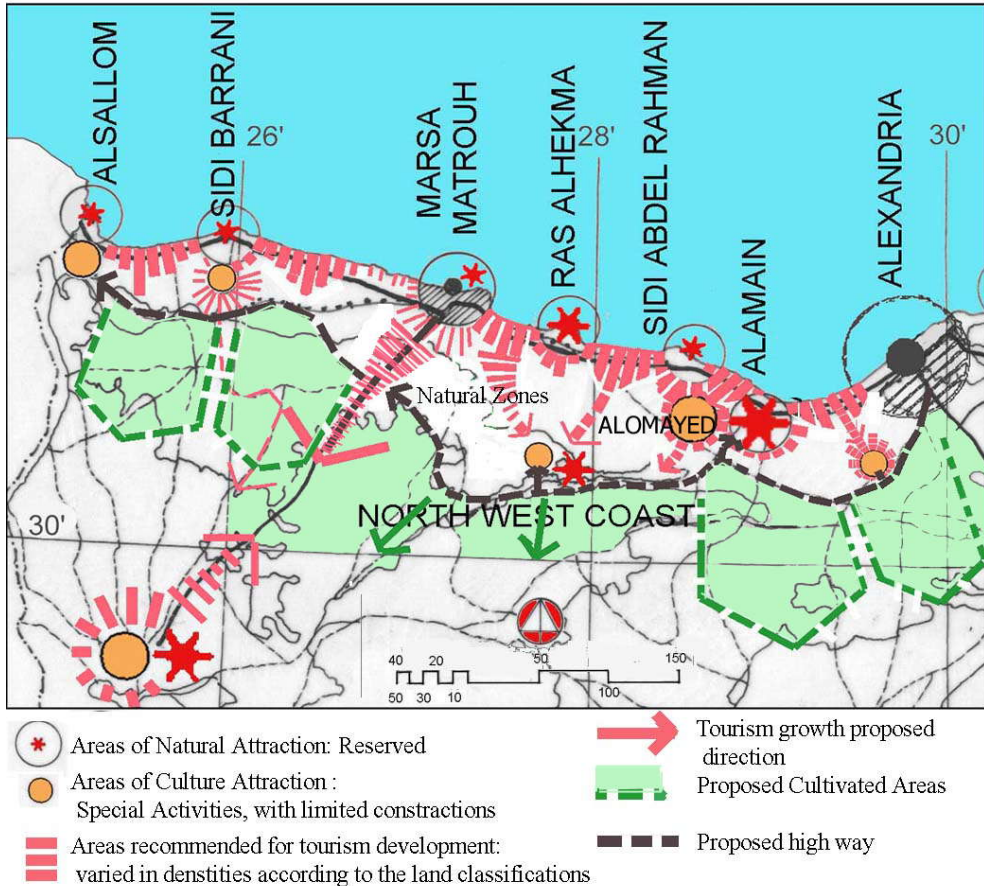 ALSALLOM
SIDI BARRANI
26'
MARSA
MATROUH
RAS ALHEKMA
28'
SIDI ABDEL RAHMAN
ALAMAIN
ALEXANDRIA
30'
Natural Zones
ALOMAYED
NORTH WEST COAST
30'
40 20 50 150
50 30 10 100
Areas of Natural Attraction: Reserved
Areas of Culture Attraction :
Special Activities, with limited constractions
Areas recommended for tourism development:
varied in denstities according to the land classifications
Tourism growth proposed
direction
Proposed Cultivated Areas
Proposed high way